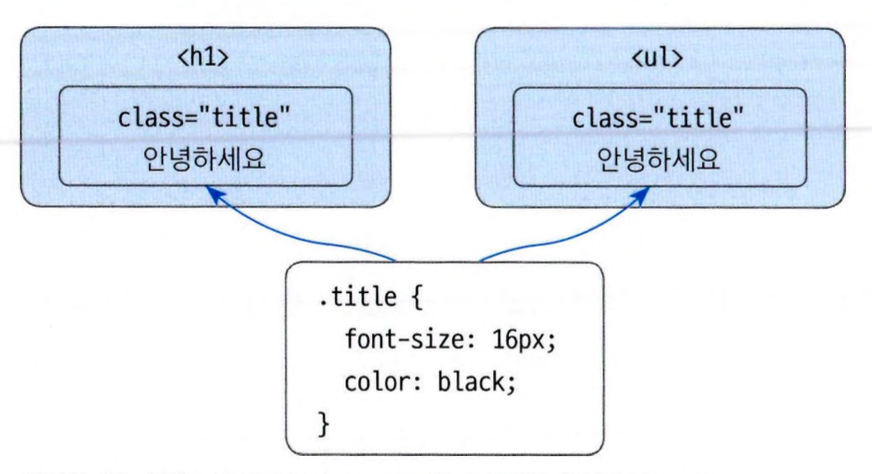 <h1>
class="title"
안녕하세요
<ul>
class="title"
안녕하세요
.title {
font-size: 16px;
color: black;
}